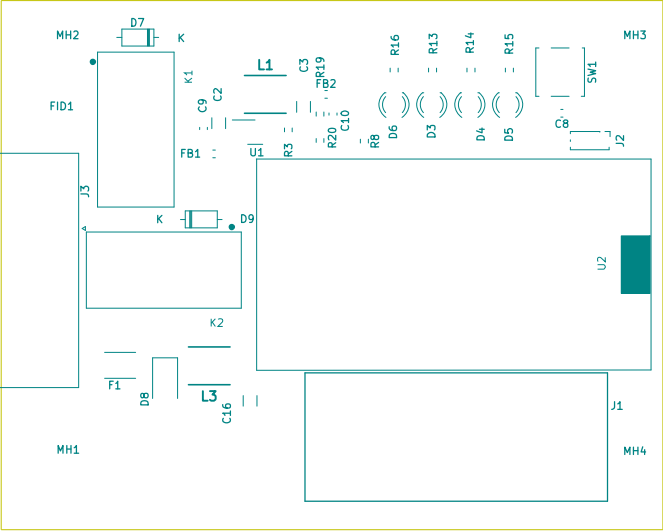 D7
MH2
K
MH3
R16
R13
R14
R15
L1
C3
R19
SW1
K1
FB2
C2
C9
FID1
C10
C8
D6
D3
D4
D5
J2
FB1
U1
R3
R20
R8
J3
K
D9
U2
K2
F1
D8
L3
C16
J1
MH1
MH4